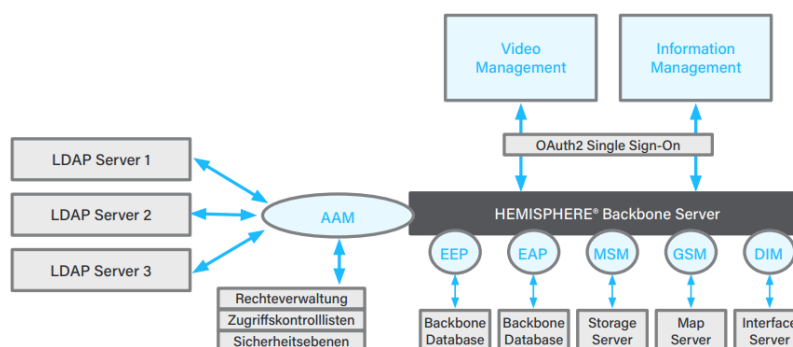 Video
Management
Information
Management
OAuth2 Single Sign-On
LDAP Server 1
LDAP Server 2
LDAP Server 3
AAM
HEMISPHERE® Backbone Server
EEP
EAP
MSM
GSM
DIM
Rechteverwaltung
Zugriffskontrolllisten
Sicherheitsebenen
Backbone
Database
Backbone
Database
Storage
Server
Map
Server
Interface
Server